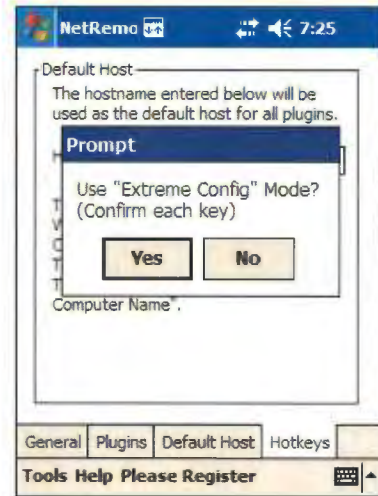 NetRemo 7:25
Default Host
The hostname entered below will be
used as the default host for all plugins.
Prompt
Use "Extreme Config" Mode?
(Confirm each key)
Yes No
Computer Name".
General Plugins Default Host Hotkeys
Tools Help Please Register